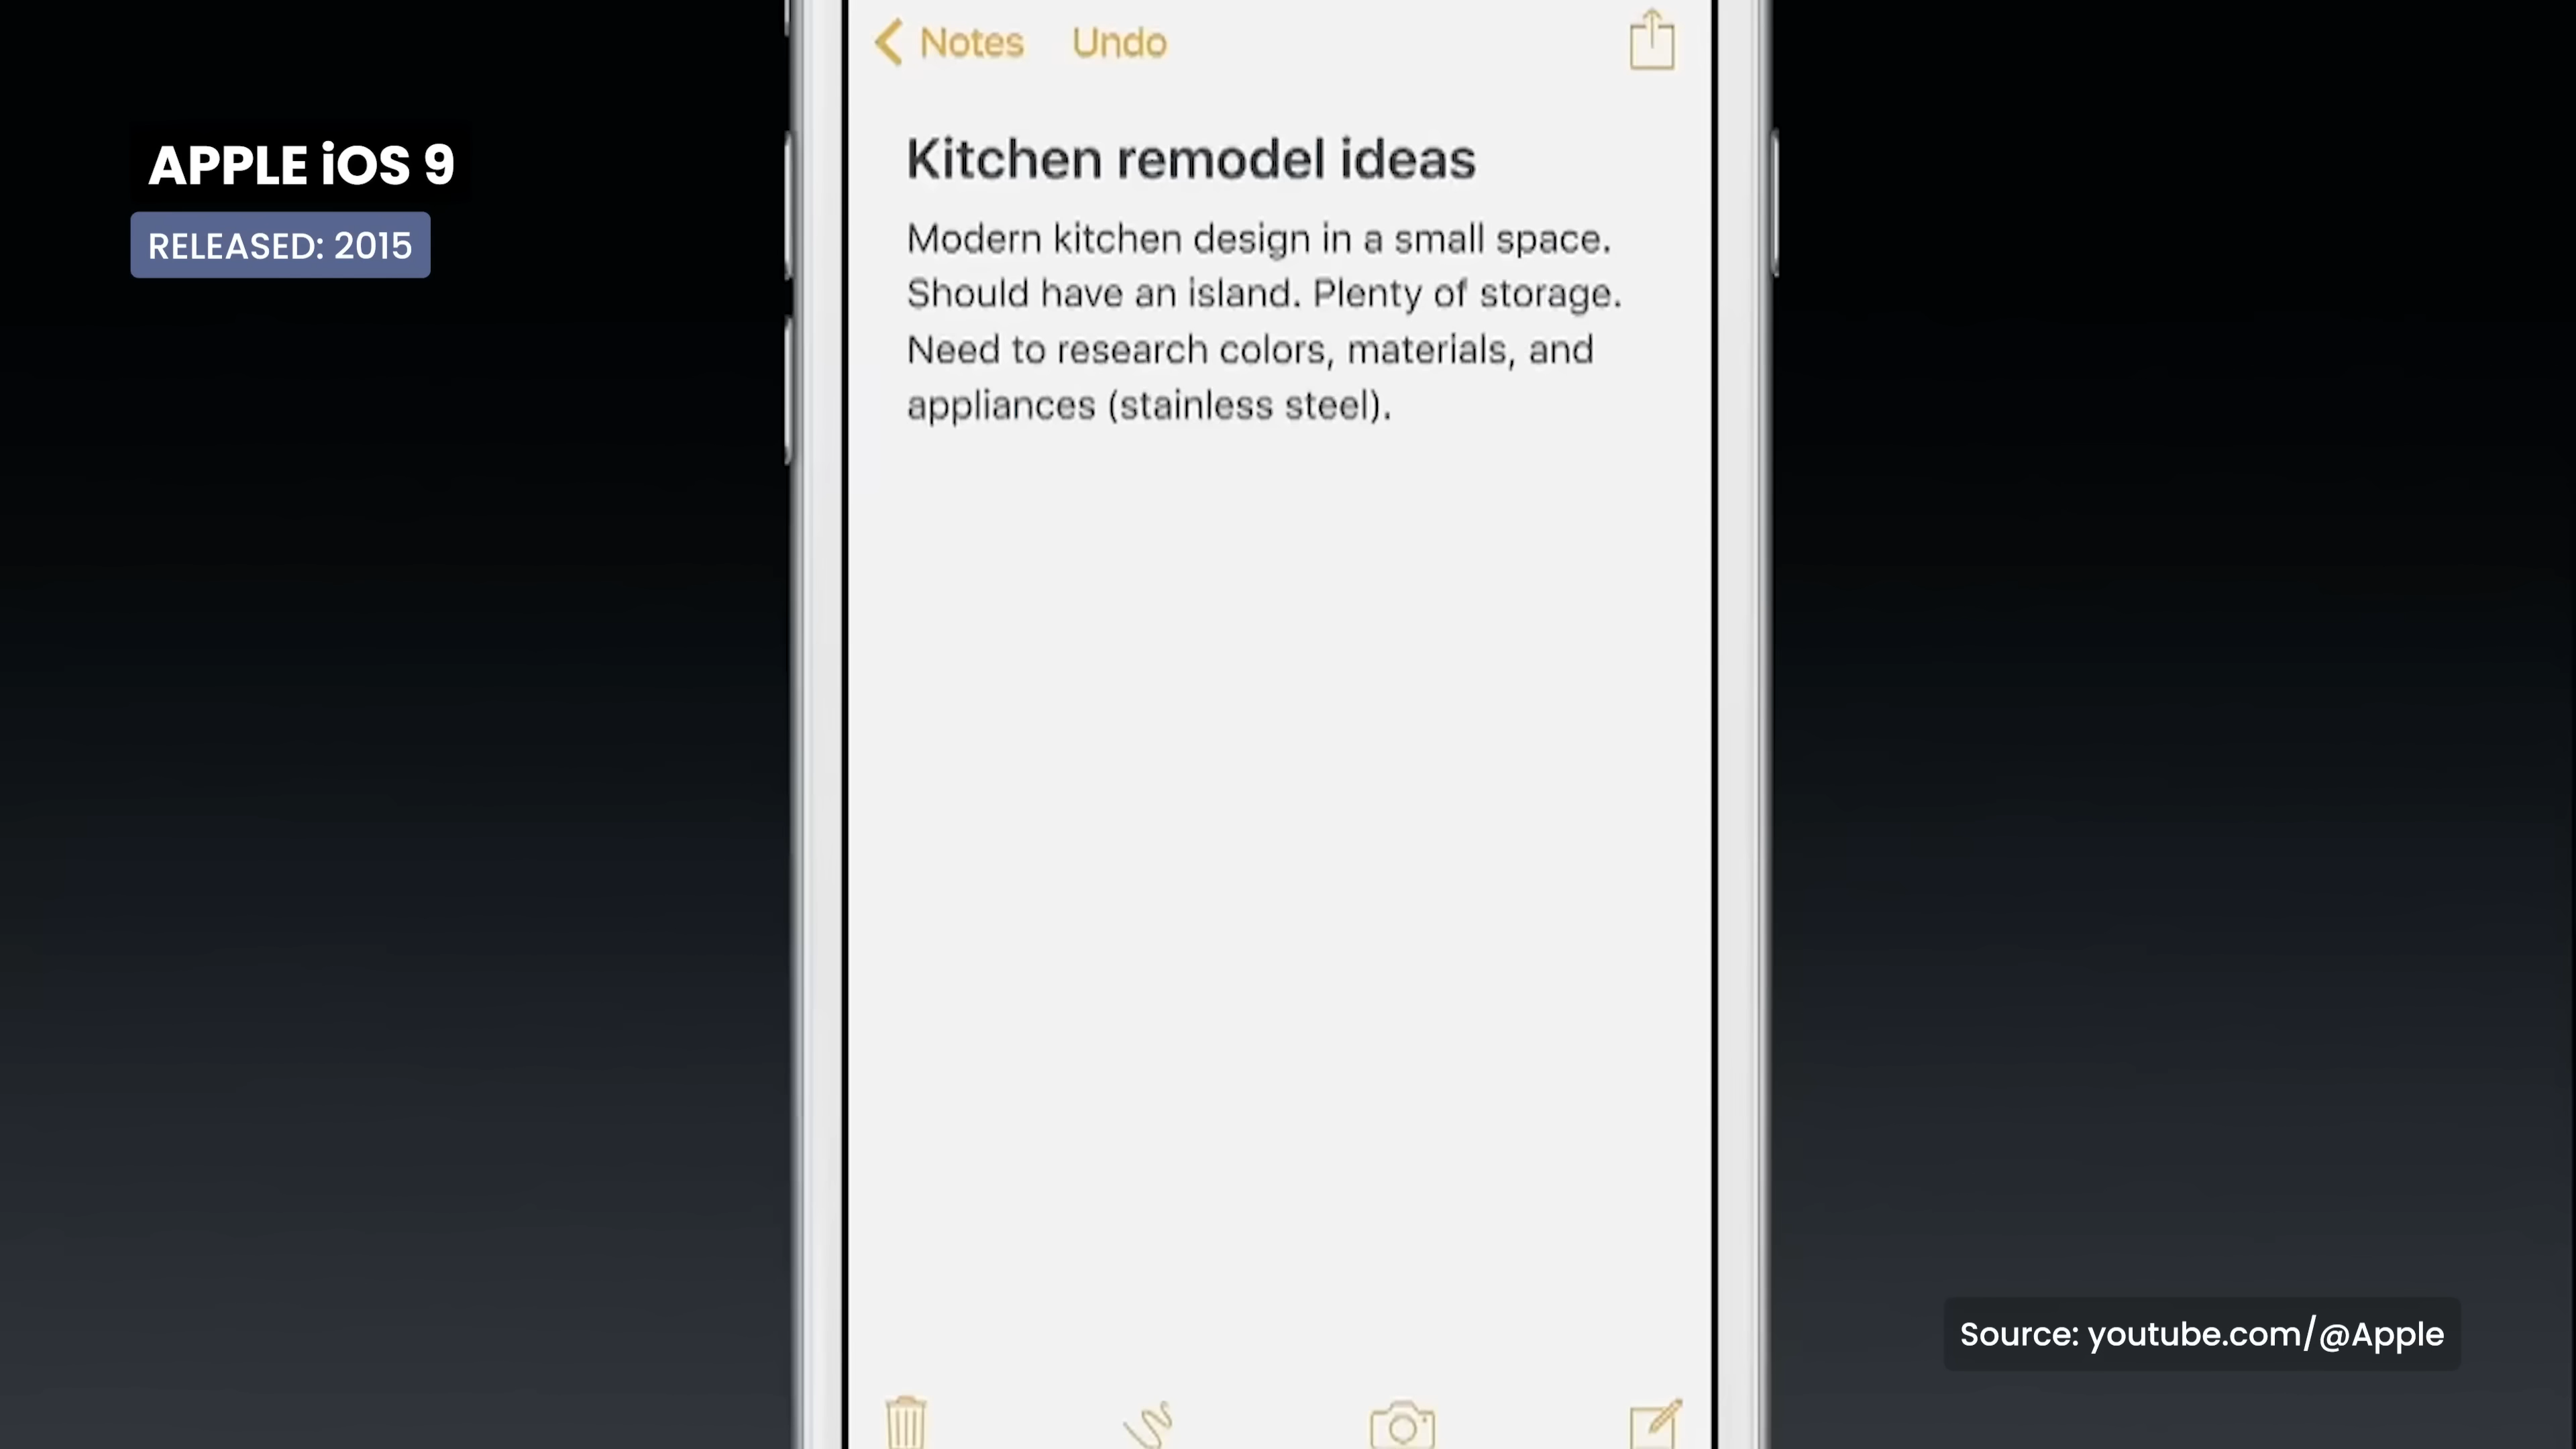 APPLE iOS 9
RELEASED: 2015
Notes Undo
Kitchen remodel ideas
Modern kitchen design in a small space.
Should have an island. Plenty of storage.
Need to research colors, materials, and
appliances (stainless steel).
Source: youtube.com/@Apple